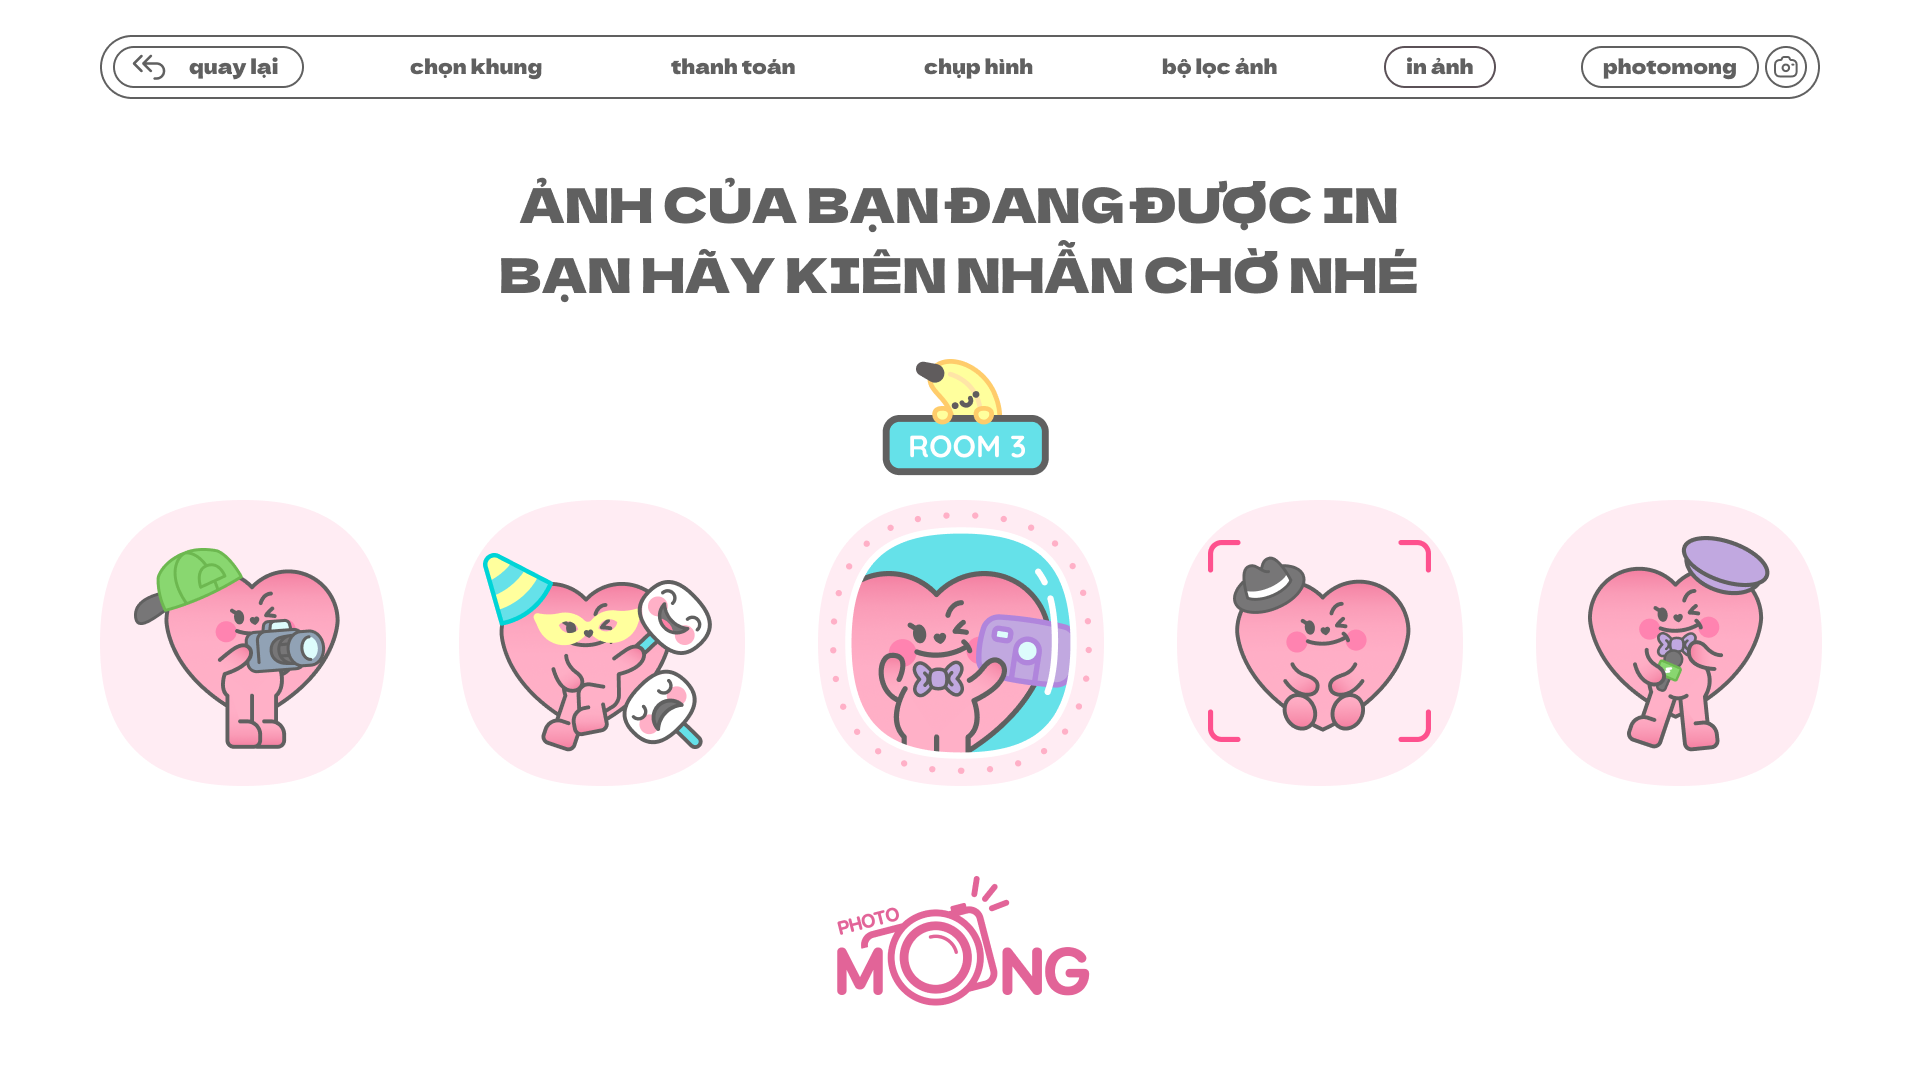 quay lại
chọn khung
thanh toán
chụp hình
bộ lọc ảnh
in ảnh
photomong
ẢNH CỦA BẠN ĐANG ĐƯỢC IN
BẠN HÃY KIÊN NHẪN CHỜ NHÉ
ROOM 3
PHOTO
MONG